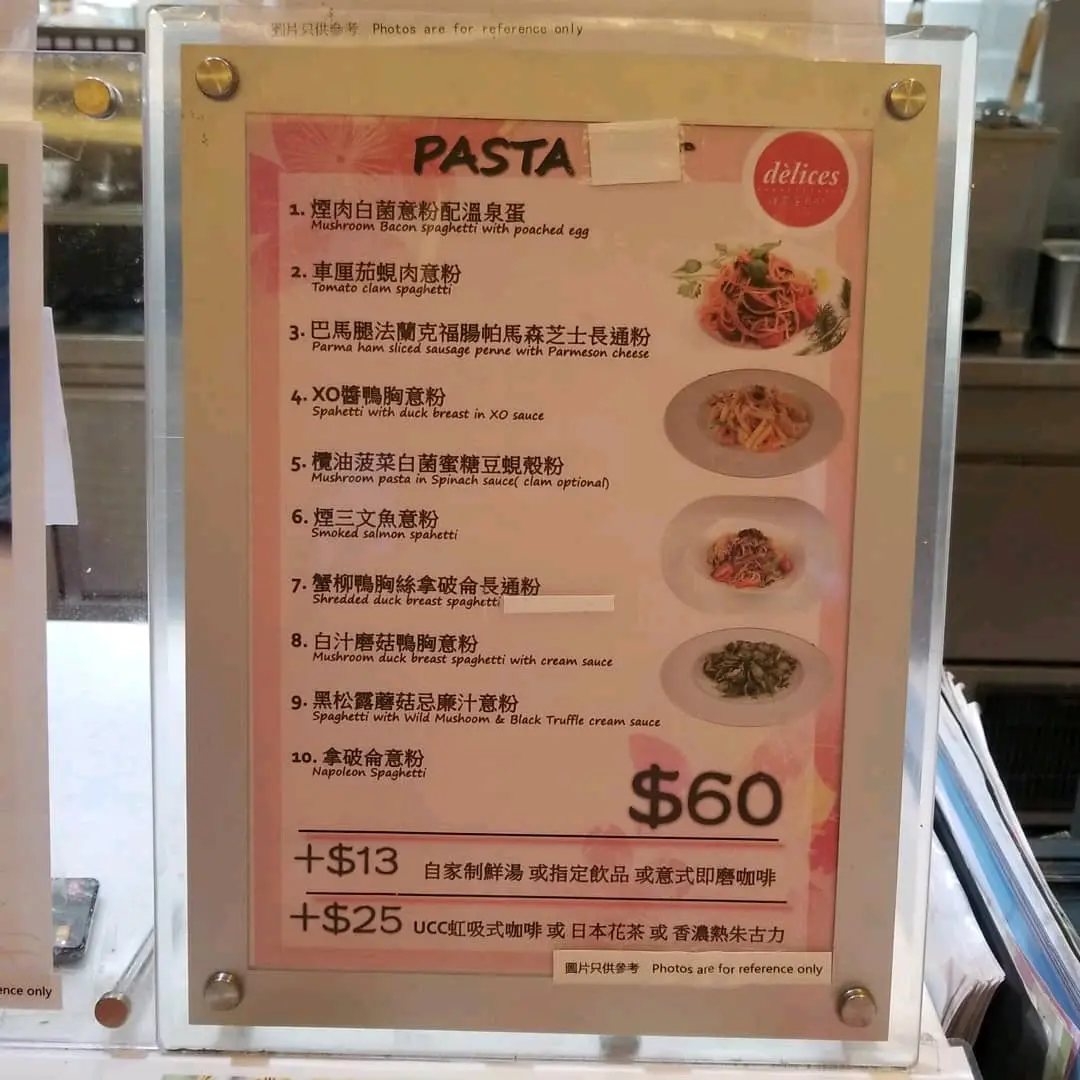 圖片只供參考 Photos are for reference only
PASTA
dèlices
1. 煙肉白菌意粉配溫泉蛋
Mushroom Bacon spaghetti with poached egg
2. 車厘茄蜆肉意粉
Tomato clam spaghetti
3. 巴馬腿法蘭克福腸帕馬森芝士長通粉
Parma ham sliced sausage penne with Parmeson cheese
4. XO醬鴨胸意粉
Spahetti with duck breast in XO sauce
5. 欖油菠菜白菌蜜糖豆蜆殼粉
Mushroom pasta in Spinach sauce( clam optional)
6. 煙三文魚意粉
Smoked salmon spahetti
7. 蟹柳鴨胸絲拿破侖長通粉
Shredded duck breast spaghetti
8. 白汁磨菇鴨胸意粉
Mushroom duck breast spaghetti with cream sauce
9. 黑松露蘑菇忌廉汁意粉
Spaghetti with Wild Mushoom & Black Truffle cream sauce
10. 拿破侖意粉
Napoleon Spaghetti
$60
+$13 自家制鮮湯 或指定飲品 或意式即磨咖啡
+$25 UCC虹吸式咖啡 或 日本花茶 或 香濃熱朱古力
圖片只供參考 Photos are for reference only
ence only